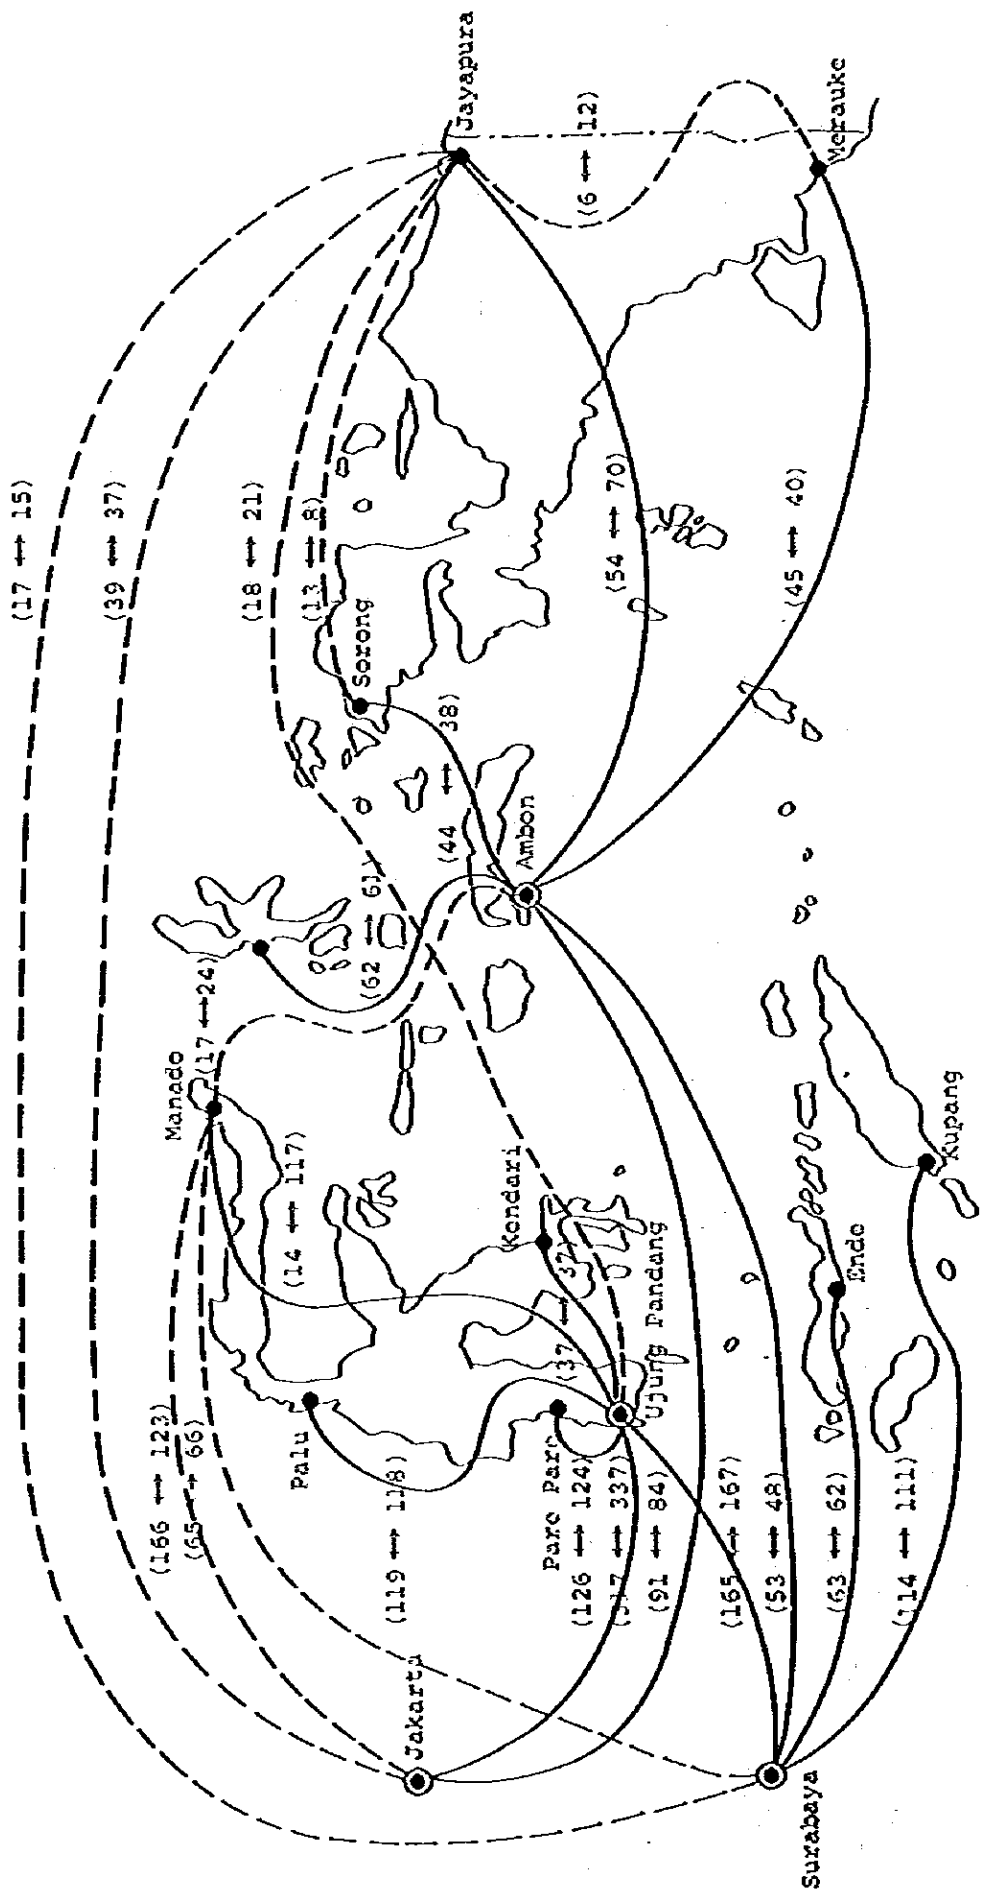 (17 ↔ 15)
(39 ↔ 37)
(18 ↔ 21)
(13 ↔ 8)
Jayapura
(6 ↔ 12)
Merauke
Sorong
(54 ↔ 70)
(45 ↔ 40)
(44 ↔ 38)
Ambon
(62 ↔ 61)
(17 ↔ 24)
Manado
(14 ↔ 117)
Kondari
(37 ↔ 37)
Ujung Pandang
Palu
Pare Pare
(166 ↔ 123)
(65 ↔ 66)
(119 ↔ 118)
(126 ↔ 124)
↔ 337)
(91 ↔ 84)
(165 ↔ 167)
(53 ↔ 48)
(63 ↔ 62)
(114 ↔ 111)
Ende
Kupang
Jakarta
Surabaya